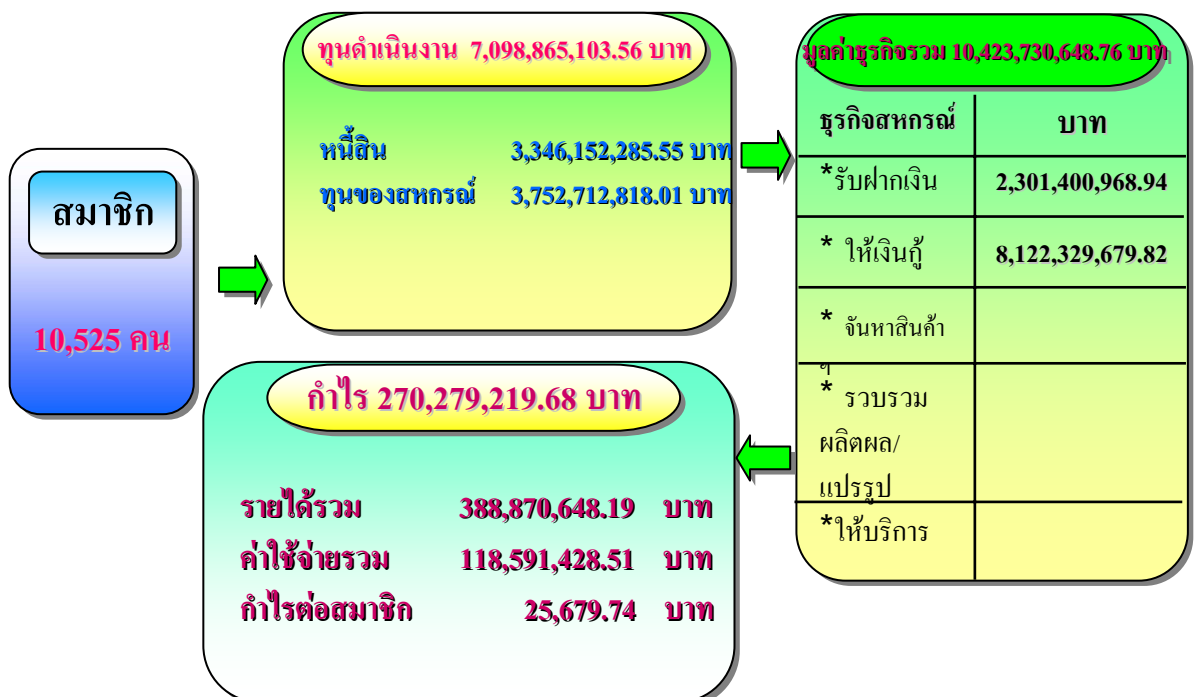 สมาชิก
10,525 คน
ทุนดำเนินงาน 7,098,865,103.56 บาท
หนี้สิน 3,346,152,285.55 บาท
ทุนของสหกรณ์ 3,752,712,818.01 บาท
มูลค่าธุรกิจรวม 10,423,730,648.76 บาท
ธุรกิจสหกรณ์ บาท
*รับฝากเงิน 2,301,400,968.94
* ให้เงินกู้ 8,122,329,679.82
* จันหาสินค้า
ๆ
* รวบรวม
ผลิตผล/
แปรรูป
*ให้บริการ
กำไร 270,279,219.68 บาท
รายได้รวม 388,870,648.19 บาท
ค่าใช้จ่ายรวม 118,591,428.51 บาท
กำไรต่อสมาชิก 25,679.74 บาท